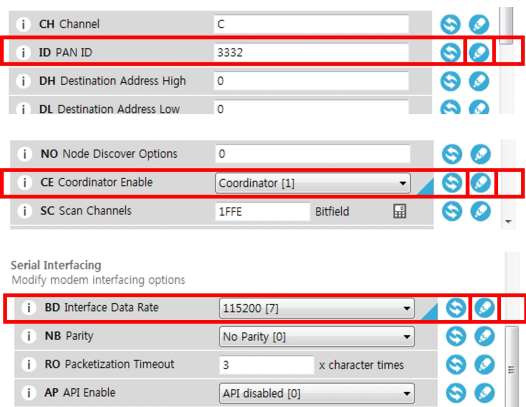 CH Channel C
ID PAN ID 3332
DH Destination Address High 0
DL Destination Address Low 0
NO Node Discover Options 0
CE Coordinator Enable Coordinator [1]
SC Scan Channels 1FFE Bitfield
Serial Interfacing
Modify modem interfacing options
BD Interface Data Rate 115200 [7]
NB Parity No Parity [0]
RO Packetization Timeout 3 x character times
AP API Enable API disabled [0]